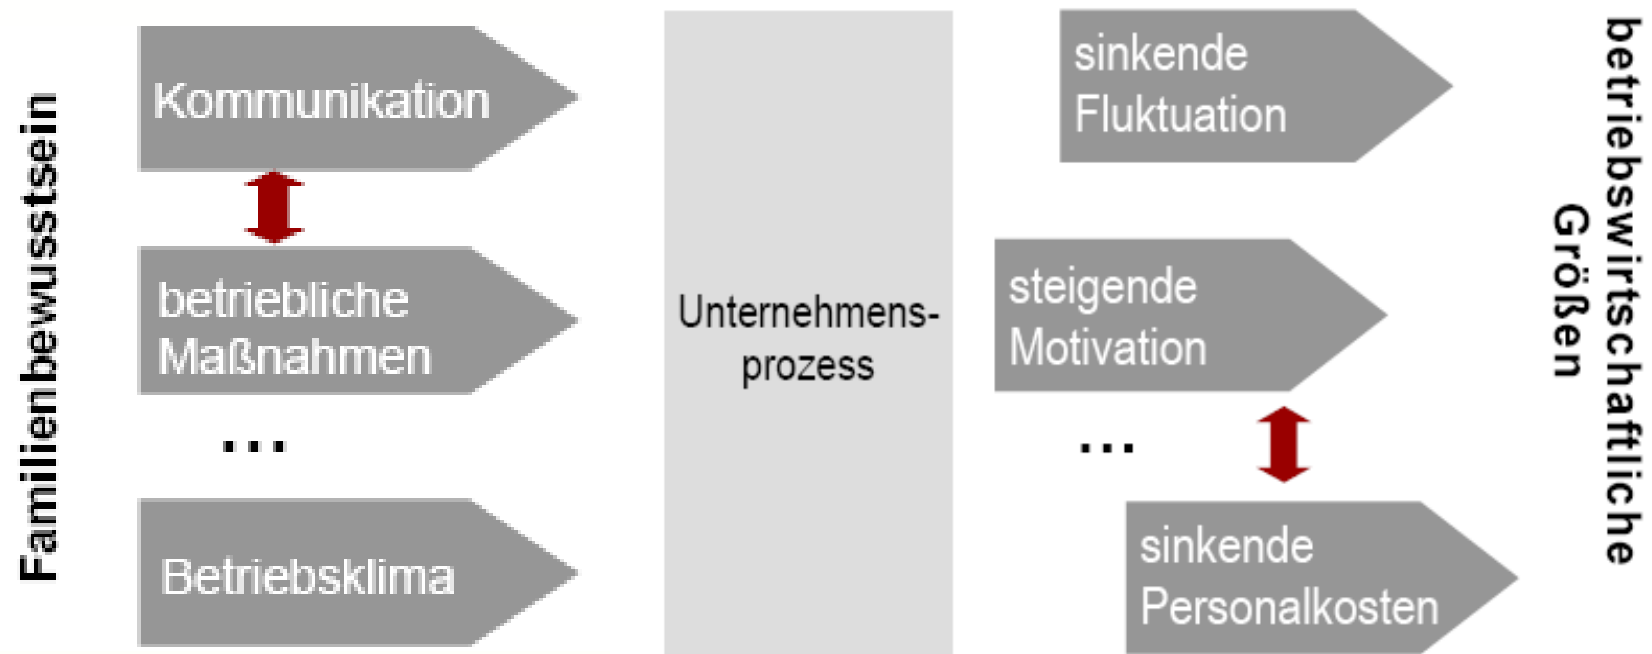 Familienbewusstsein
Kommunikation
betriebliche
Maßnahmen
...
Betriebsklima
Unternehmens-
prozess
sinkende
Fluktuation
steigende
Motivation
...
sinkende
Personalkosten
betriebswirtschaftliche
Größen